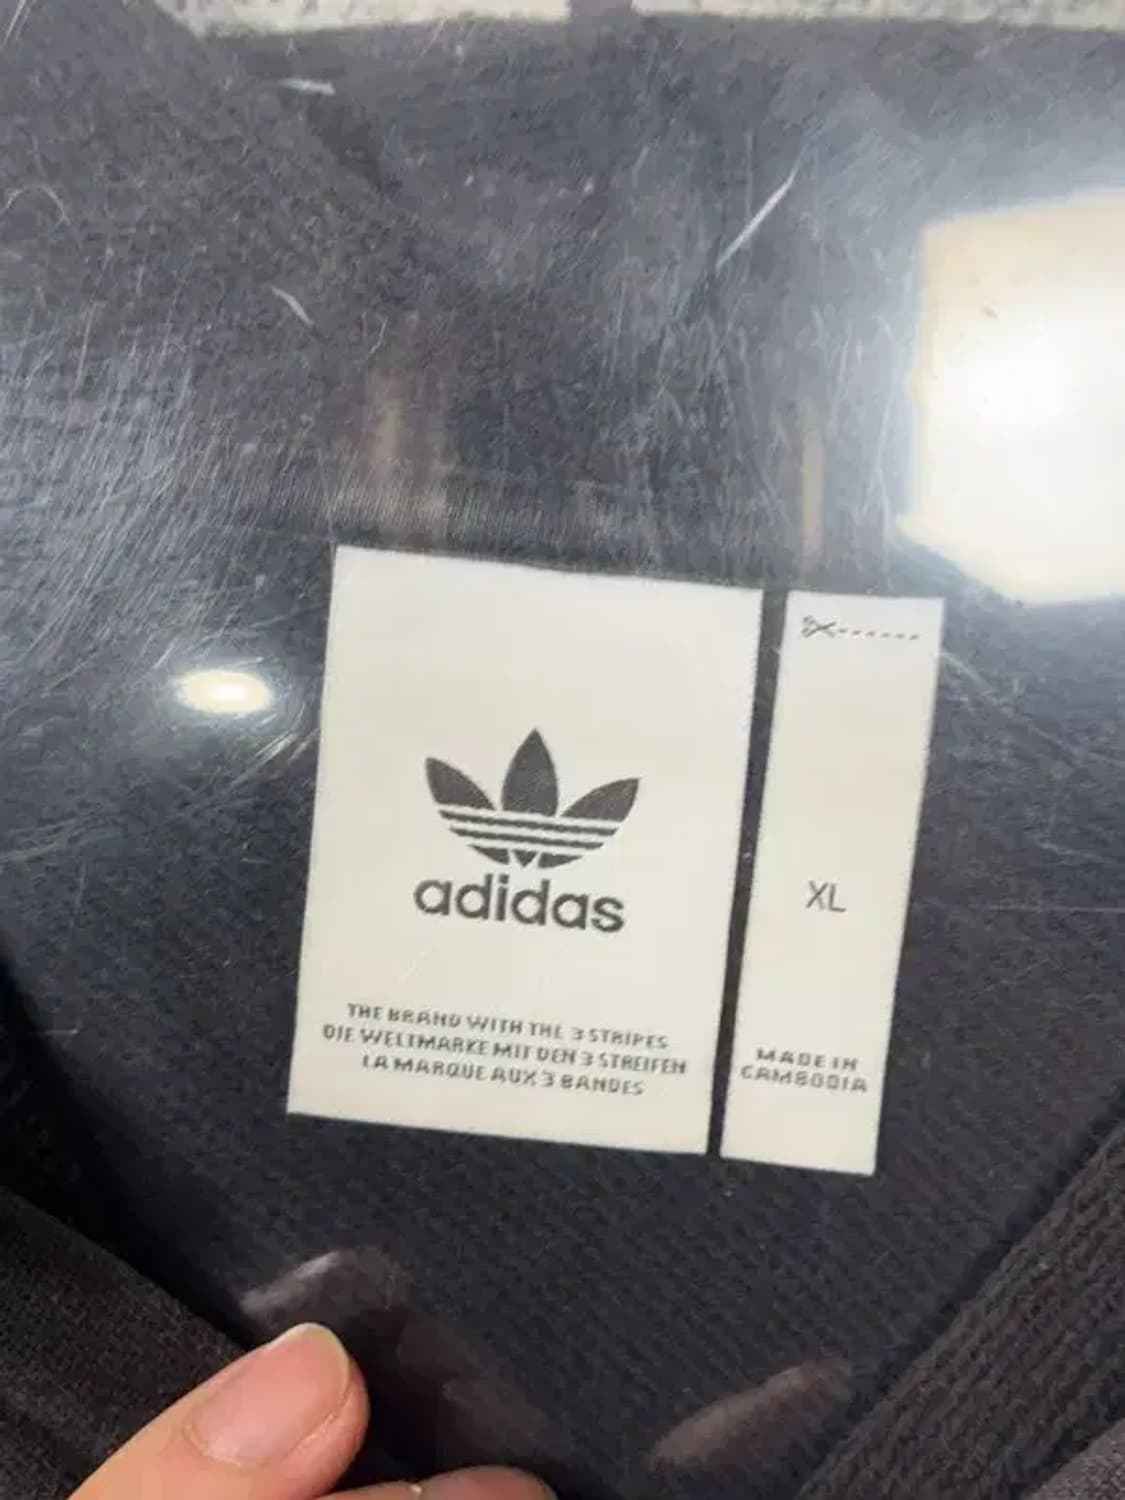 adidas
THE BRAND WITH THE 3 STRIPES
DIE WELTMARKE MIT DEN 3 STREIFEN
LA MARQUE AUX 3 BANDES
XL
MADE IN
CAMBODIA